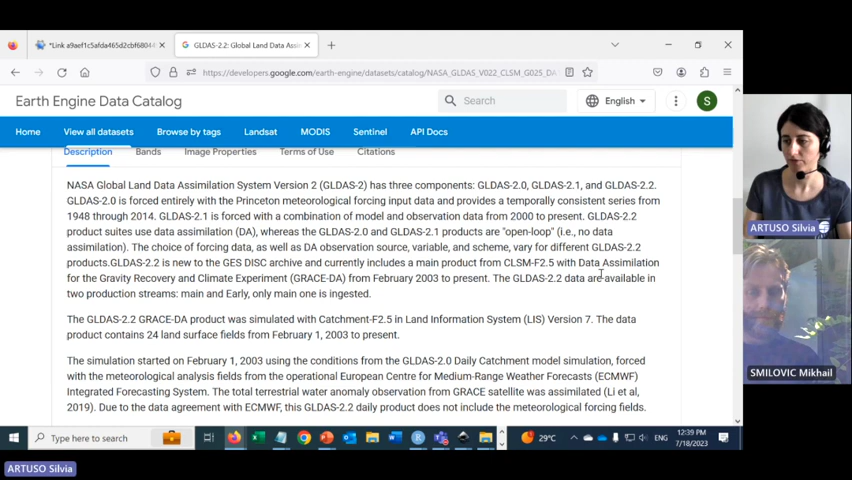 *Link a9aef1c5afda465d2cbf6804
GLDAS-2.2: Global Land Data Assi
https://developers.google.com/earth-engine/datasets/catalog/NASA_GLDAS_V022_CLSM_G025_DA
Earth Engine Data Catalog
Search
English
S
Home View all datasets Browse by tags Landsat MODIS Sentinel API Docs
Description Bands Image Properties Terms of Use Citations
NASA Global Land Data Assimilation System Version 2 (GLDAS-2) has three components: GLDAS-2.0, GLDAS-2.1, and GLDAS-2.2.
GLDAS-2.0 is forced entirely with the Princeton meteorological forcing input data and provides a temporally consistent series from
1948 through 2014. GLDAS-2.1 is forced with a combination of model and observation data from 2000 to present. GLDAS-2.2
product suites use data assimilation (DA), whereas the GLDAS-2.0 and GLDAS-2.1 products are "open-loop" (i.e., no data
assimilation). The choice of forcing data, as well as DA observation source, variable, and scheme, vary for different GLDAS-2.2
products.GLDAS-2.2 is new to the GES DISC archive and currently includes a main product from CLSM-F2.5 with Data Assimilation
for the Gravity Recovery and Climate Experiment (GRACE-DA) from February 2003 to present. The GLDAS-2.2 data are available in
two production streams: main and Early, only main one is ingested.
The GLDAS-2.2 GRACE-DA product was simulated with Catchment-F2.5 in Land Information System (LIS) Version 7. The data
product contains 24 land surface fields from February 1, 2003 to present.
The simulation started on February 1, 2003 using the conditions from the GLDAS-2.0 Daily Catchment model simulation, forced
with the meteorological analysis fields from the operational European Centre for Medium-Range Weather Forecasts (ECMWF)
Integrated Forecasting System. The total terrestrial water anomaly observation from GRACE satellite was assimilated (Li et al,
2019). Due to the data agreement with ECMWF, this GLDAS-2.2 daily product does not include the meteorological forcing fields.
Type here to search
29°C
ENG
12:39 PM
7/18/2023
ARTUSO Silvia
SMILOVIC Mikhail
ARTUSO Silvia